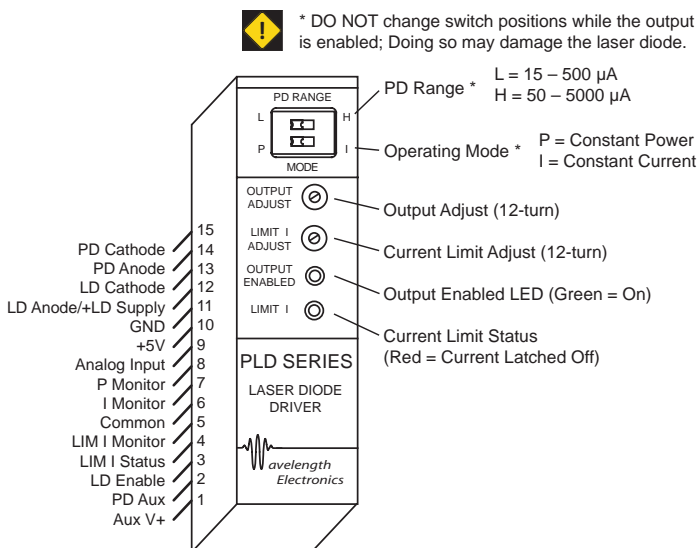 * DO NOT change switch positions while the output
is enabled; Doing so may damage the laser diode.
!
PD RANGE
L
H
P
I
MODE
PD Range *
L = 15 – 500 µA
H = 50 – 5000 µA
Operating Mode *
P = Constant Power
I = Constant Current
OUTPUT
ADJUST
Output Adjust (12-turn)
LIMIT I
ADJUST
Current Limit Adjust (12-turn)
OUTPUT
ENABLED
Output Enabled LED (Green = On)
LIMIT I
Current Limit Status
(Red = Current Latched Off)
PLD SERIES
LASER DIODE
DRIVER
avelength
Electronics
15
PD Cathode
14
PD Anode
13
LD Cathode
12
LD Anode/+LD Supply
11
GND
10
+5V
9
Analog Input
8
P Monitor
7
I Monitor
6
Common
5
LIM I Monitor
4
LIM I Status
3
LD Enable
2
PD Aux
1
Aux V+